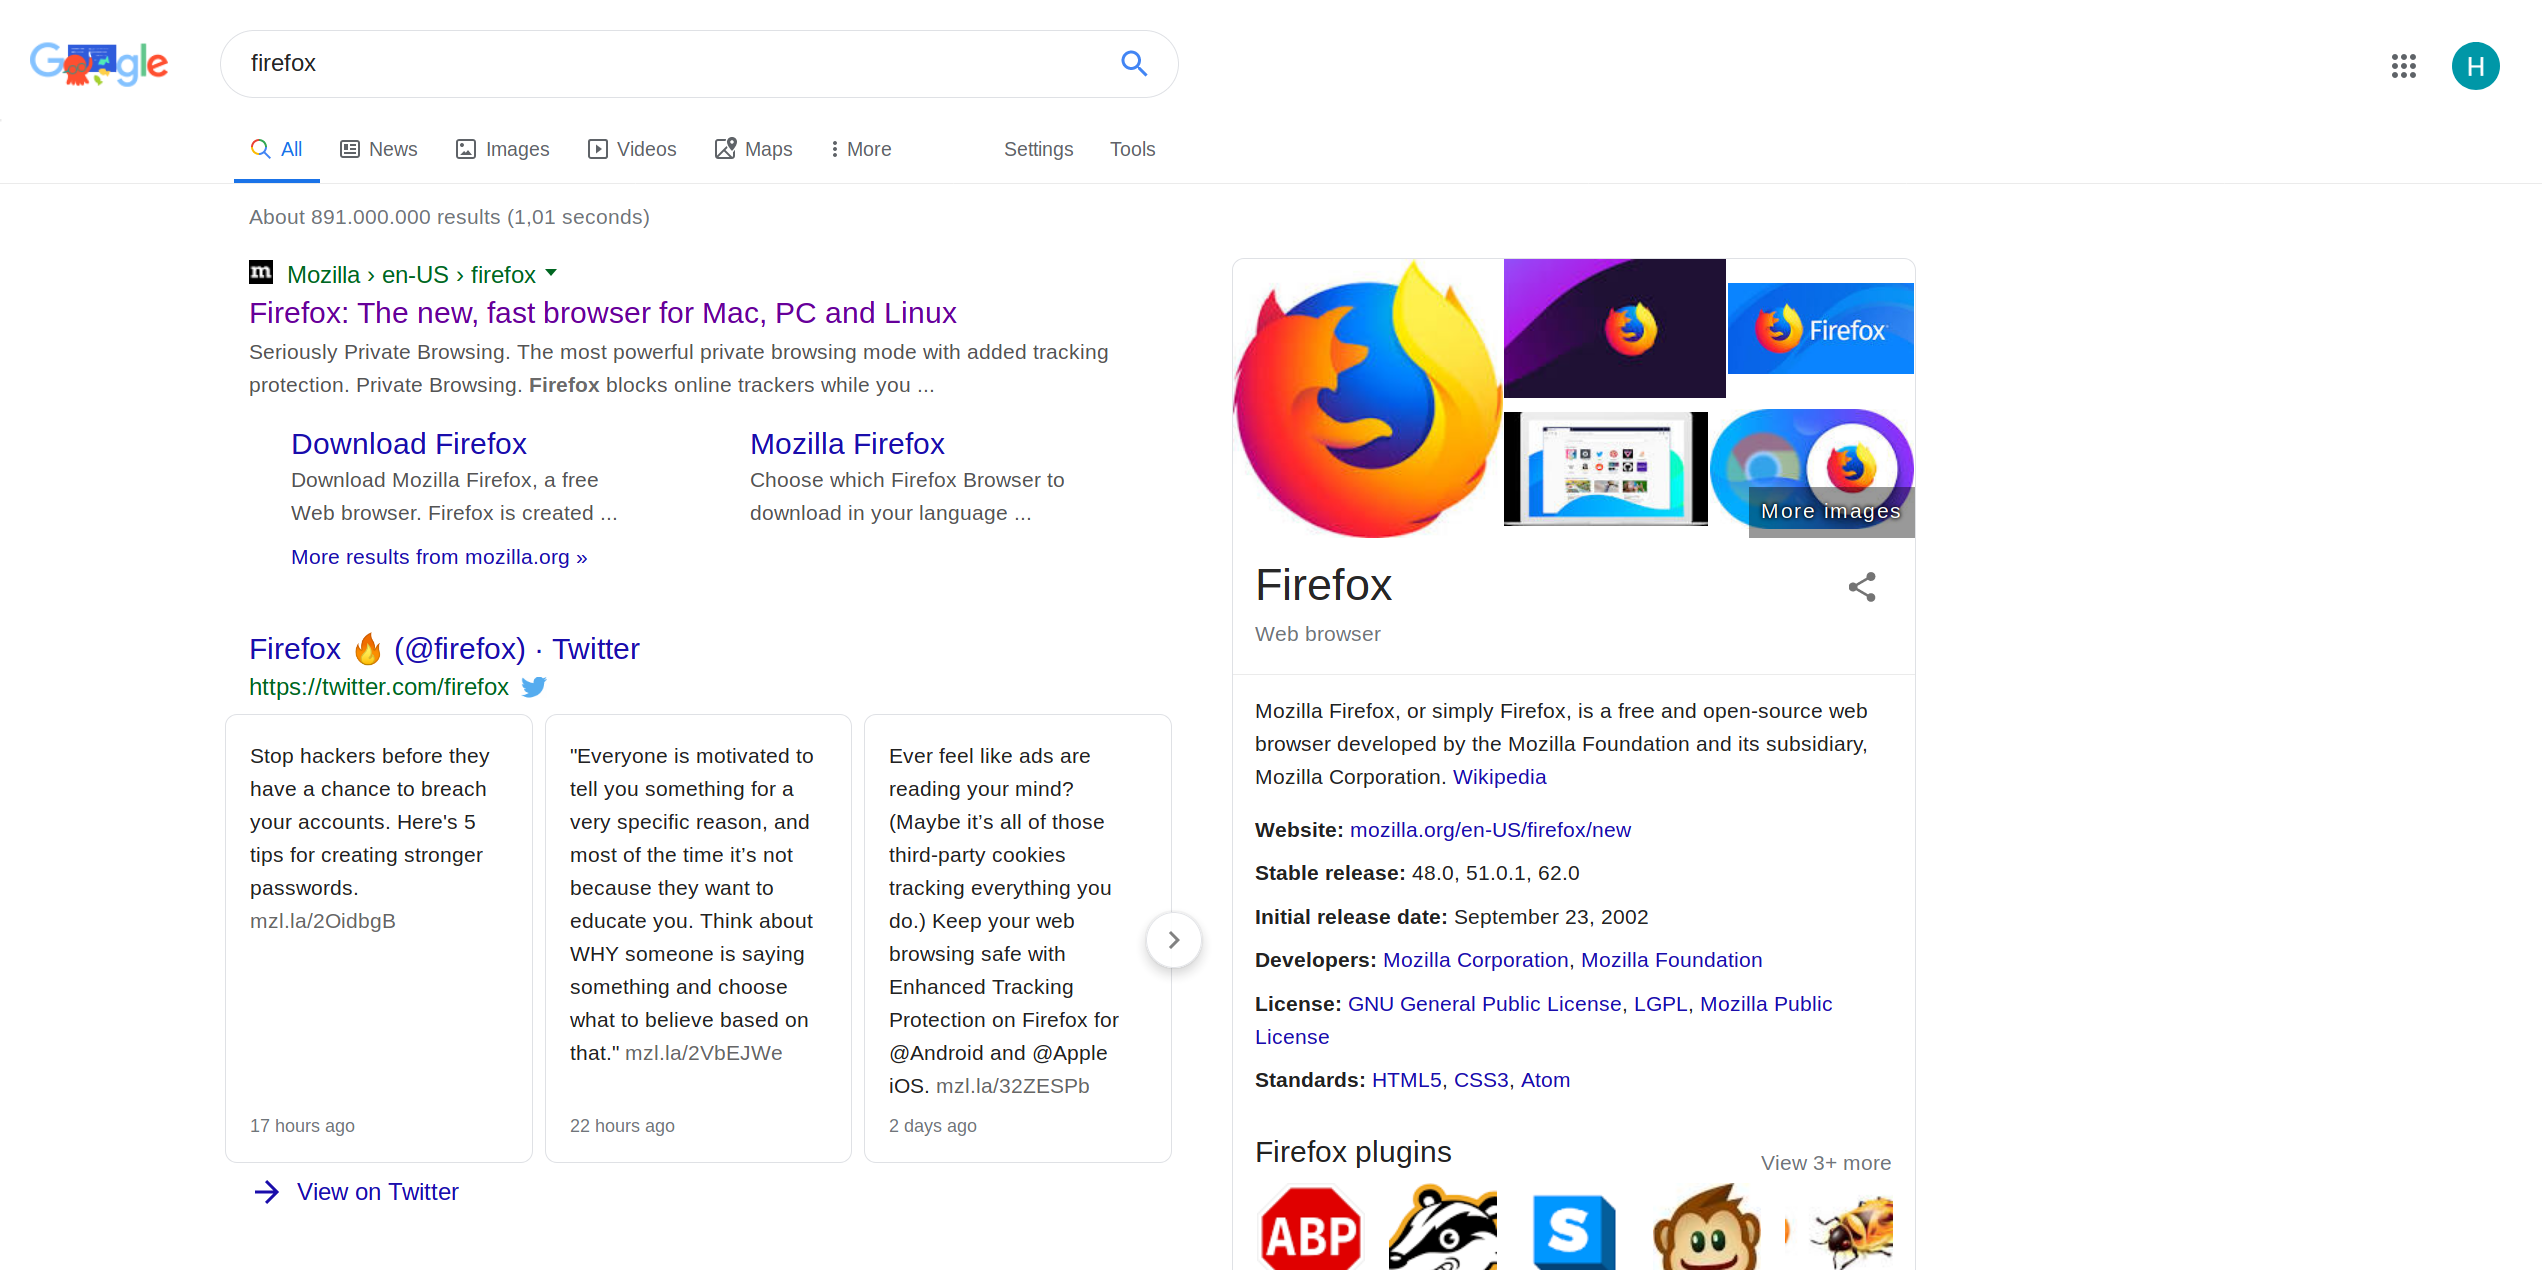 Google
firefox
H
All
News
Images
Videos
Maps
More
Settings
Tools
About 891.000.000 results (1,01 seconds)
m
Mozilla › en-US › firefox
Firefox: The new, fast browser for Mac, PC and Linux
Seriously Private Browsing. The most powerful private browsing mode with added tracking
protection. Private Browsing. Firefox blocks online trackers while you ...
Download Firefox
Download Mozilla Firefox, a free
Web browser. Firefox is created ...
Mozilla Firefox
Choose which Firefox Browser to
download in your language ...
More results from mozilla.org »
Firefox 🔥 (@firefox) · Twitter
https://twitter.com/firefox
Stop hackers before they
have a chance to breach
your accounts. Here's 5
tips for creating stronger
passwords.
mzl.la/2OidbgB
17 hours ago
"Everyone is motivated to
tell you something for a
very specific reason, and
most of the time it’s not
because they want to
educate you. Think about
WHY someone is saying
something and choose
what to believe based on
that." mzl.la/2VbEJWe
22 hours ago
Ever feel like ads are
reading your mind?
(Maybe it’s all of those
third-party cookies
tracking everything you
do.) Keep your web
browsing safe with
Enhanced Tracking
Protection on Firefox for
@Android and @Apple
iOS. mzl.la/32ZESPb
2 days ago
View on Twitter
Firefox
More images
Firefox
Web browser
Mozilla Firefox, or simply Firefox, is a free and open-source web
browser developed by the Mozilla Foundation and its subsidiary,
Mozilla Corporation. Wikipedia
Website: mozilla.org/en-US/firefox/new
Stable release: 48.0, 51.0.1, 62.0
Initial release date: September 23, 2002
Developers: Mozilla Corporation, Mozilla Foundation
License: GNU General Public License, LGPL, Mozilla Public
License
Standards: HTML5, CSS3, Atom
Firefox plugins
View 3+ more
ABP
S